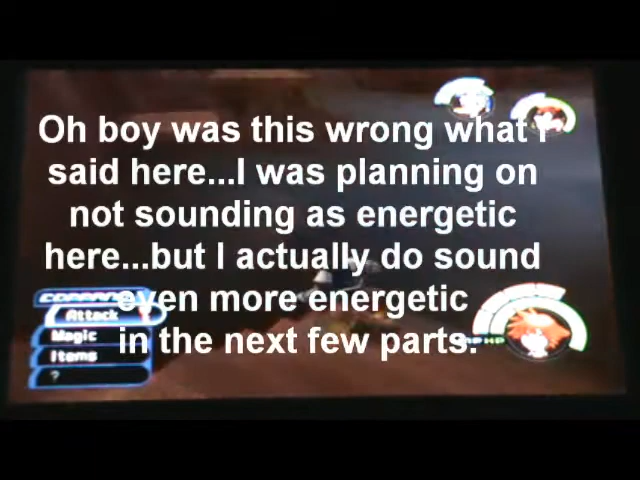 Oh boy was this wrong what I
said here...I was planning on
not sounding as energetic
here...but I actually do sound
even more energetic
in the next few parts.
Attack
Magic
Items
?
HP